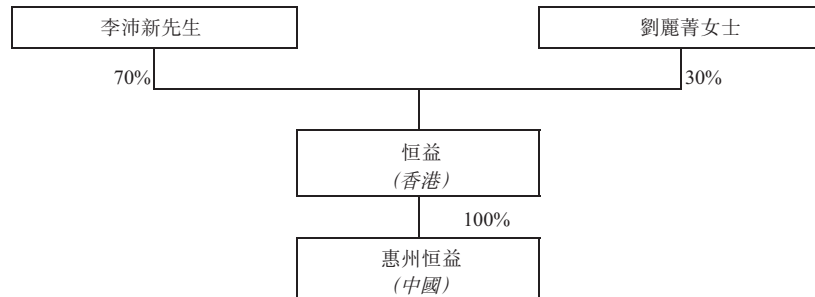 李沛新先生
劉麗菁女士
70%
30%
恒益
(香港)
100%
惠州恒益
(中國)